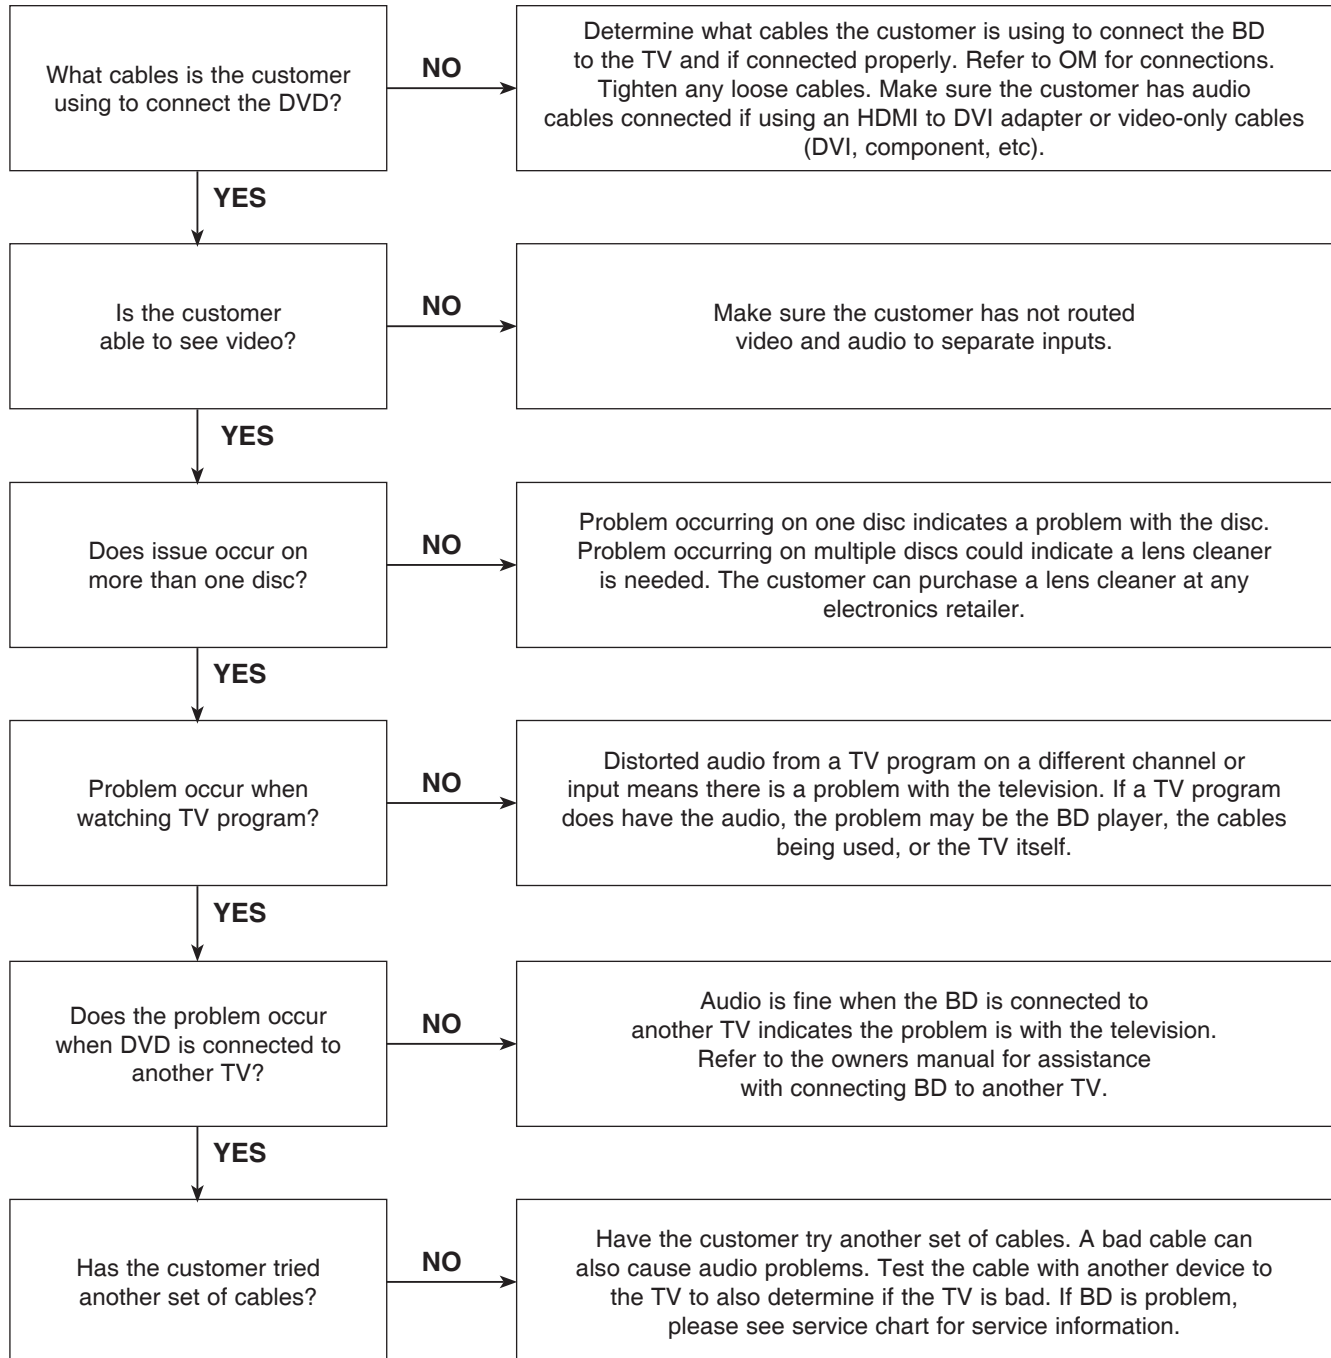 What cables is the customer
using to connect the DVD?
NO
Determine what cables the customer is using to connect the BD
to the TV and if connected properly. Refer to OM for connections.
Tighten any loose cables. Make sure the customer has audio
cables connected if using an HDMI to DVI adapter or video-only cables
(DVI, component, etc).
YES
Is the customer
able to see video?
NO
Make sure the customer has not routed
video and audio to separate inputs.
YES
Does issue occur on
more than one disc?
NO
Problem occurring on one disc indicates a problem with the disc.
Problem occurring on multiple discs could indicate a lens cleaner
is needed. The customer can purchase a lens cleaner at any
electronics retailer.
YES
Problem occur when
watching TV program?
NO
Distorted audio from a TV program on a different channel or
input means there is a problem with the television. If a TV program
does have the audio, the problem may be the BD player, the cables
being used, or the TV itself.
YES
Does the problem occur
when DVD is connected to
another TV?
NO
Audio is fine when the BD is connected to
another TV indicates the problem is with the television.
Refer to the owners manual for assistance
with connecting BD to another TV.
YES
Has the customer tried
another set of cables?
NO
Have the customer try another set of cables. A bad cable can
also cause audio problems. Test the cable with another device to
the TV to also determine if the TV is bad. If BD is problem,
please see service chart for service information.